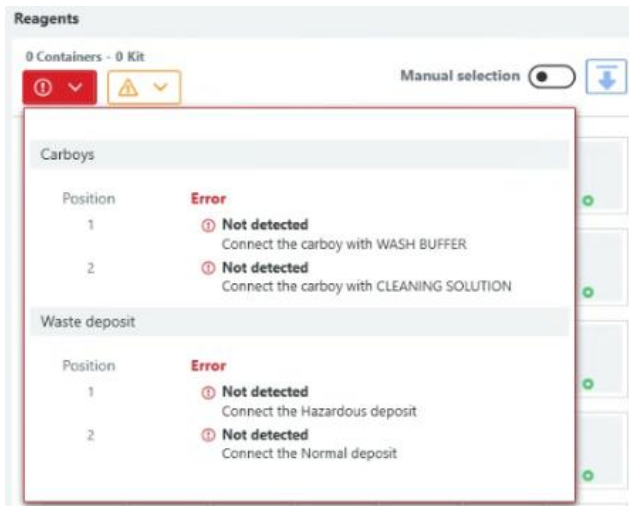 Reagents
0 Containers - 0 Kit
Manual selection
Carboys
Position Error
1 Not detected
Connect the carboy with WASH BUFFER
2 Not detected
Connect the carboy with CLEANING SOLUTION
Waste deposit
Position Error
1 Not detected
Connect the Hazardous deposit
2 Not detected
Connect the Normal deposit